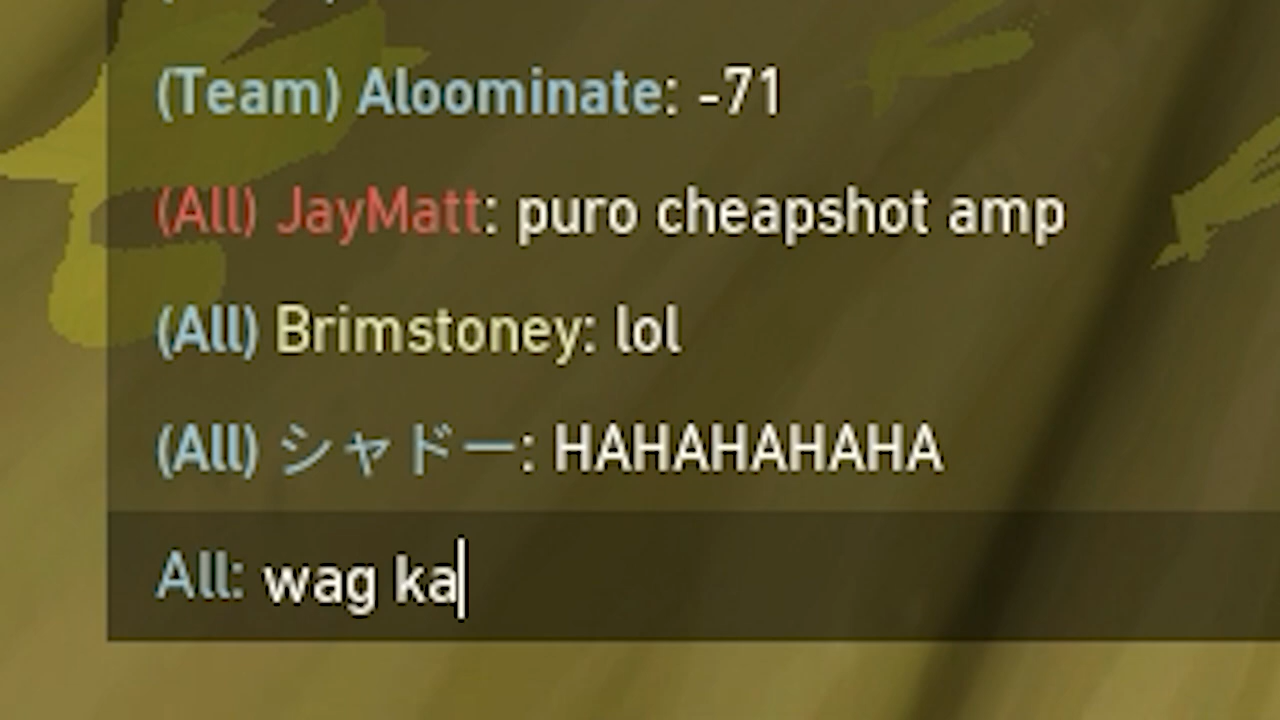 (Team) Aloominate: -71
(All) JayMatt: puro cheapshot amp
(All) Brimstoney: lol
(All) シャドー: HAHAHAHAHA
All: wag ka